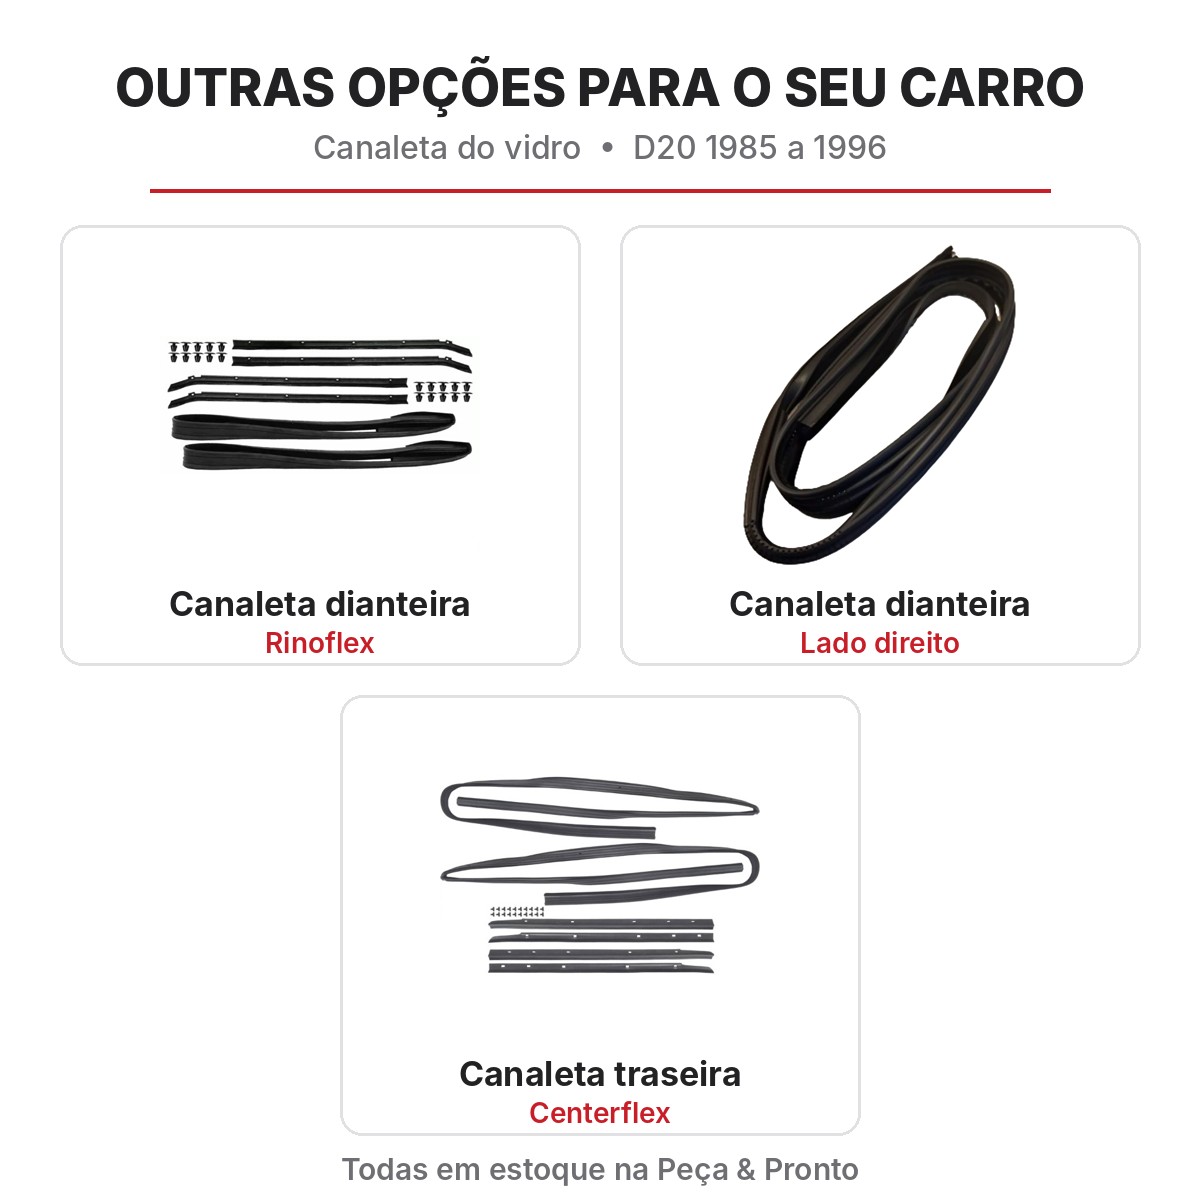 OUTRAS OPÇÕES PARA O SEU CARRO
Canaleta do vidro • D20 1985 a 1996
Canaleta dianteira
Rinoflex
Canaleta dianteira
Lado direito
Canaleta traseira
Centerflex
Todas em estoque na Peça & Pronto